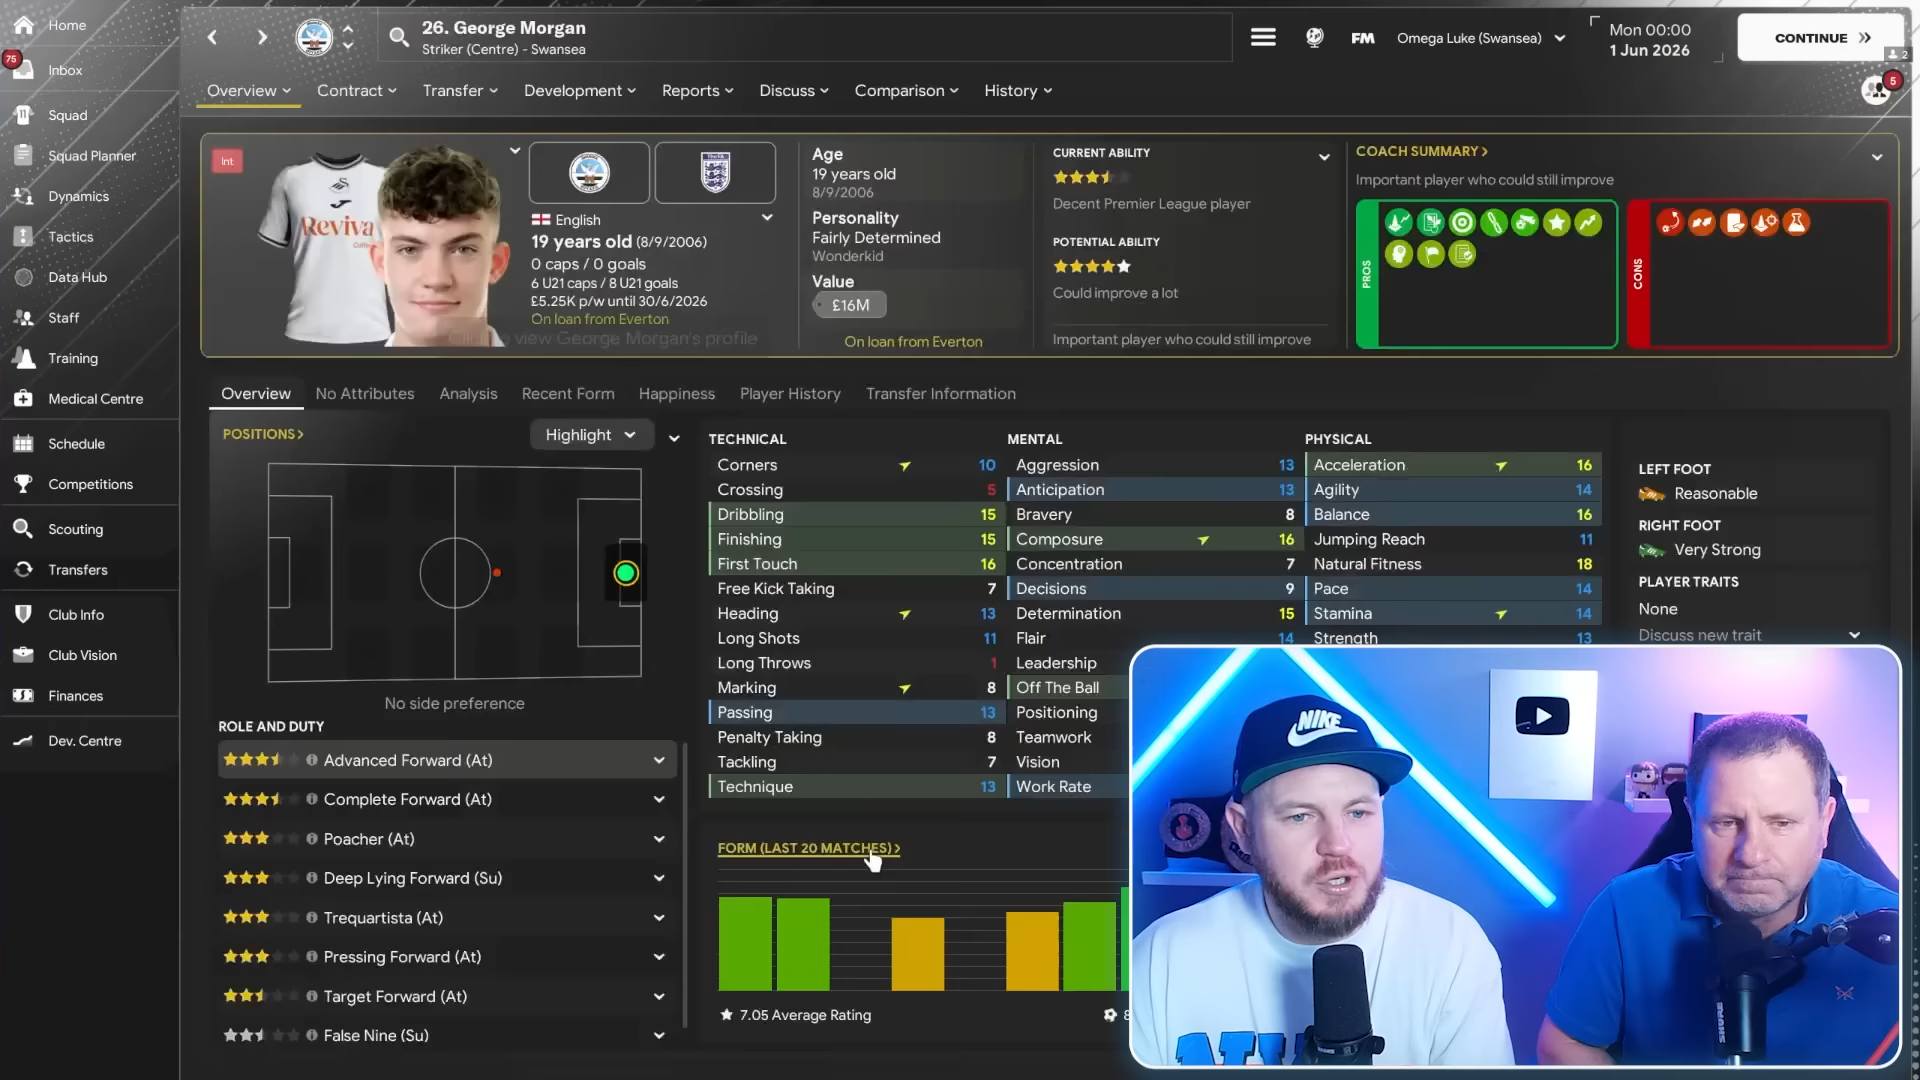 Home
75
Inbox
Squad
Squad Planner
Dynamics
Tactics
Data Hub
Staff
Training
Medical Centre
Schedule
Competitions
Scouting
Transfers
Club Info
Club Vision
Finances
Dev. Centre
26. George Morgan
Striker (Centre) - Swansea
FM
Omega Luke (Swansea)
Mon 00:00
1 Jun 2026
CONTINUE
2
5
Overview
Contract
Transfer
Development
Reports
Discuss
Comparison
History
Int
Reviva
English
19 years old (8/9/2006)
0 caps / 0 goals
6 U21 caps / 8 U21 goals
£5.25K p/w until 30/6/2026
On loan from Everton
view George Morgan's profile
Age
19 years old
8/9/2006
Personality
Fairly Determined
Wonderkid
Value
£16M
On loan from Everton
CURRENT ABILITY
Decent Premier League player
POTENTIAL ABILITY
Could improve a lot
Important player who could still improve
COACH SUMMARY >
Important player who could still improve
PROS
CONS
Overview
No Attributes
Analysis
Recent Form
Happiness
Player History
Transfer Information
POSITIONS >
Highlight
No side preference
ROLE AND DUTY
Advanced Forward (At)
Complete Forward (At)
Poacher (At)
Deep Lying Forward (Su)
Trequartista (At)
Pressing Forward (At)
Target Forward (At)
False Nine (Su)
TECHNICAL
Corners 10
Crossing 5
Dribbling 15
Finishing 15
First Touch 16
Free Kick Taking 7
Heading 13
Long Shots 11
Long Throws 1
Marking 8
Passing 13
Penalty Taking 8
Tackling 7
Technique 13
MENTAL
Aggression 13
Anticipation 13
Bravery 8
Composure 16
Concentration 7
Decisions 9
Determination 15
Flair 14
Leadership
Off The Ball
Positioning
Teamwork
Vision
Work Rate
PHYSICAL
Acceleration 16
Agility 14
Balance 16
Jumping Reach 11
Natural Fitness 18
Pace 14
Stamina 14
Strength 13
LEFT FOOT
Reasonable
RIGHT FOOT
Very Strong
PLAYER TRAITS
None
Discuss new trait
FORM (LAST 20 MATCHES) >
7.05 Average Rating
8
NIKE
SHURE